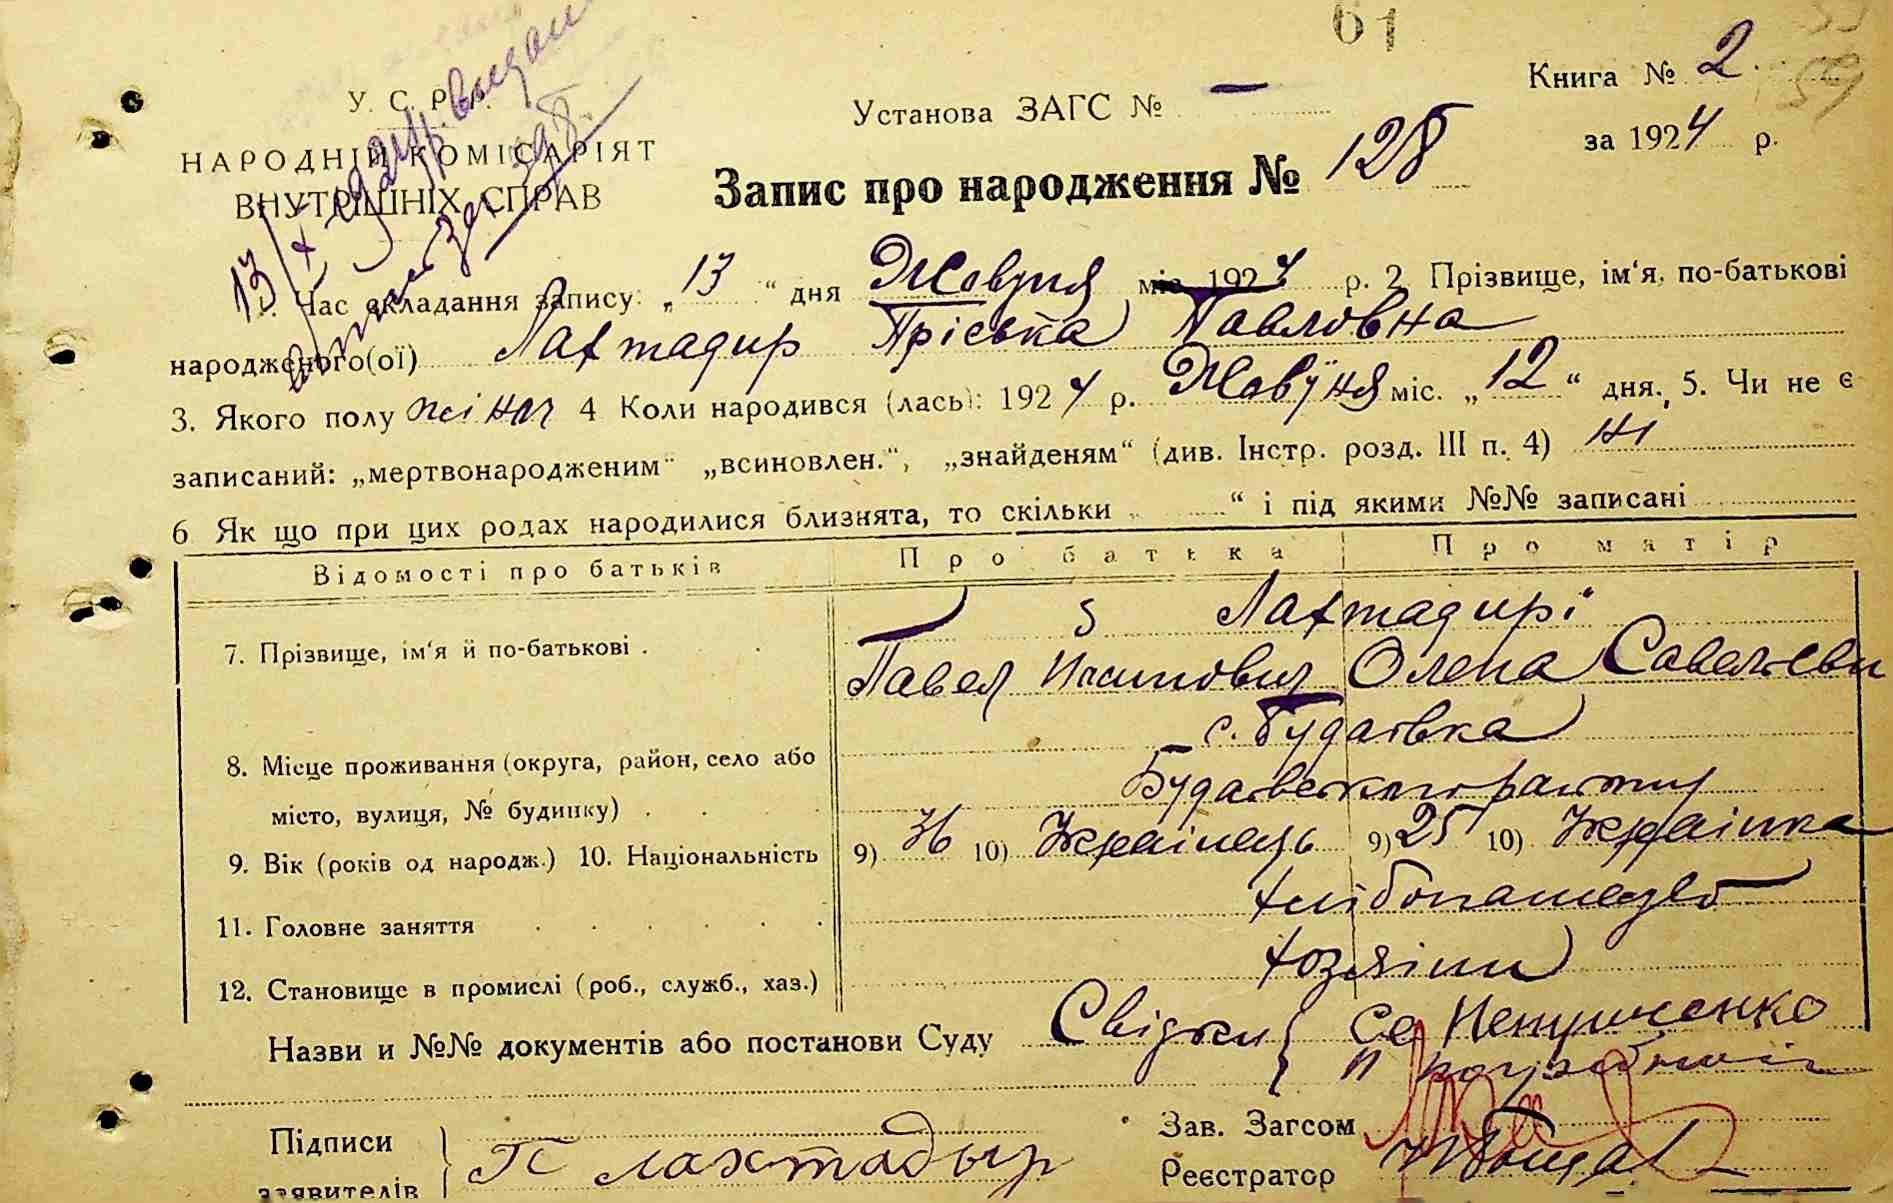 61
59
У. С. Р. Р.
Установа ЗАГС № —
Книга № 2
НАРОДНІЙ КОМІСАРІЯТ
ВНУТРІШНІХ СПРАВ
за 1924 р.
Запис про народження № 128
1. Час складання запису: „13“ дня Жовтня міс. 1924 р. 2. Прізвище, ім‘я, по-батькові
народженого(ої) Лахтадир Пріська Павловна
3. Якого полу жіноч 4 Коли народився (лась): 1924 р. Жовтня міс. „12“ дня. 5. Чи не є
записаний: „мертвонародженим“ „всиновлен.“, „знайденям“ (див. Інстр. розд. III п. 4) Ні
6 Як що при цих родах народилися близнята, то скільки „ “ і під якими №№ записані
Відомості про батьків Про батька Про матір
Лахтадирі
7. Прізвище, ім‘я й по-батькові .
Павел Олена Савелєвн
с. Будаївка
8. Місце проживання (округа, район, село або
місто, вулиця, № будинку) .
9. Вік (років од народж.) 10. Національність 9) 36 10) Українець 9) 25 10) Українка
11. Головне заняття
12. Становище в промислі (роб., служб., хаз.)
Назви и №№ документів або постанови Суду Свідки
Підписи
заявителів
П Лахтадыр
Зав. Загсом
Реєстратор